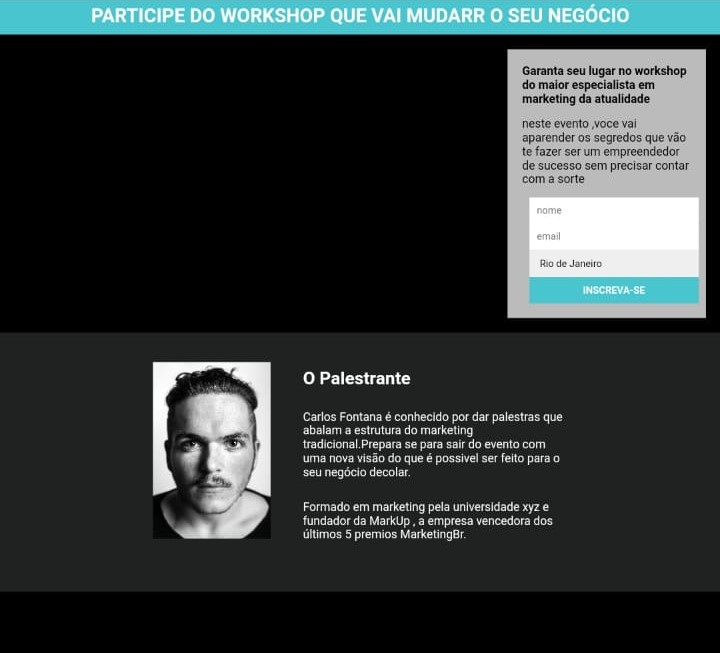 PARTICIPE DO WORKSHOP QUE VAI MUDARR O SEU NEGÓCIO
Garanta seu lugar no workshop
do maior especialista em
marketing da atualidade
neste evento ,voce vai
aparender os segredos que vão
te fazer ser um empreendedor
de sucesso sem precisar contar
com a sorte
nome
email
Rio de Janeiro
INSCREVA-SE
O Palestrante
Carlos Fontana é conhecido por dar palestras que
abalam a estrutura do marketing
tradicional.Prepara se para sair do evento com
uma nova visão do que é possivel ser feito para o
seu negócio decolar.
Formado em marketing pela universidade xyz e
fundador da MarkUp , a empresa vencedora dos
últimos 5 premios MarketingBr.